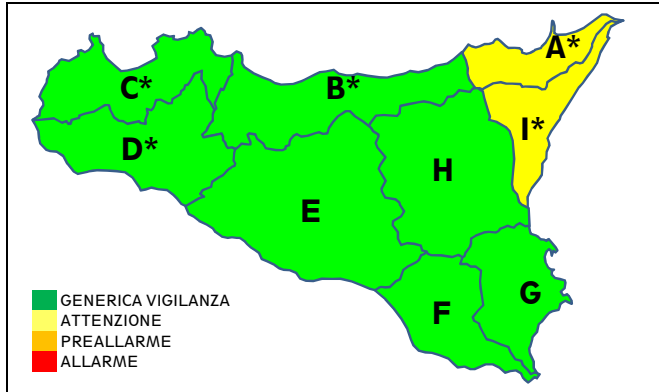 A*
C*
B*
I*
D*
H
E
G
F
GENERICA VIGILANZA
ATTENZIONE
PREALLARME
ALLARME